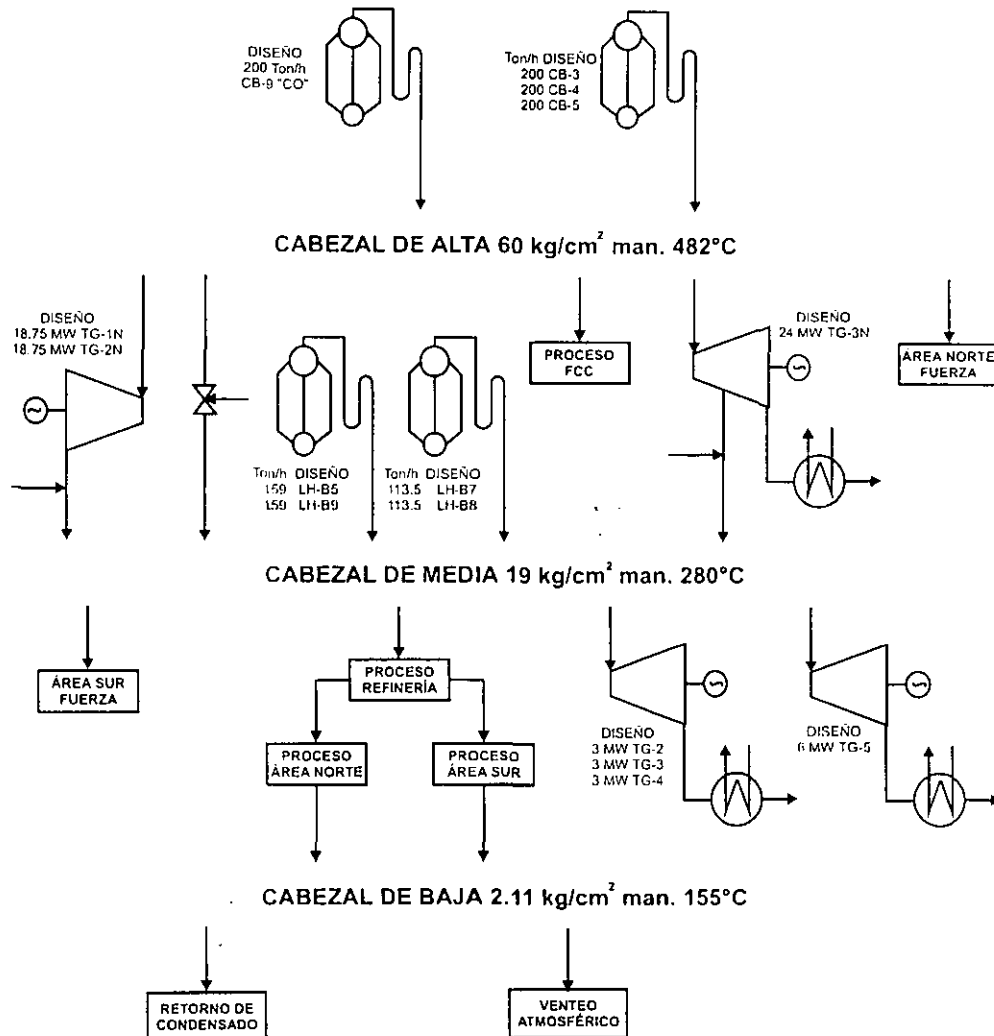 DISEÑO
200 Ton/h
CB-9 "CO"
Ton/h DISEÑO
200 CB-3
200 CB-4
200 CB-5
CABEZAL DE ALTA 60 kg/cm² man. 482°C
DISEÑO
18.75 MW TG-1N
18.75 MW TG-2N
Ton/h DISEÑO
159 LH-B5
159 LH-B9
Ton/h DISEÑO
113.5 LH-B7
113.5 LH-B8
PROCESO
FCC
DISEÑO
24 MW TG-3N
ÁREA NORTE
FUERZA
CABEZAL DE MEDIA 19 kg/cm² man. 280°C
ÁREA SUR
FUERZA
PROCESO
REFINERÍA
PROCESO
ÁREA NORTE
PROCESO
ÁREA SUR
DISEÑO
3 MW TG-2
3 MW TG-3
3 MW TG-4
DISEÑO
6 MW TG-5
CABEZAL DE BAJA 2.11 kg/cm² man. 155°C
RETORNO DE
CONDENSADO
VENTEO
ATMOSFÉRICO